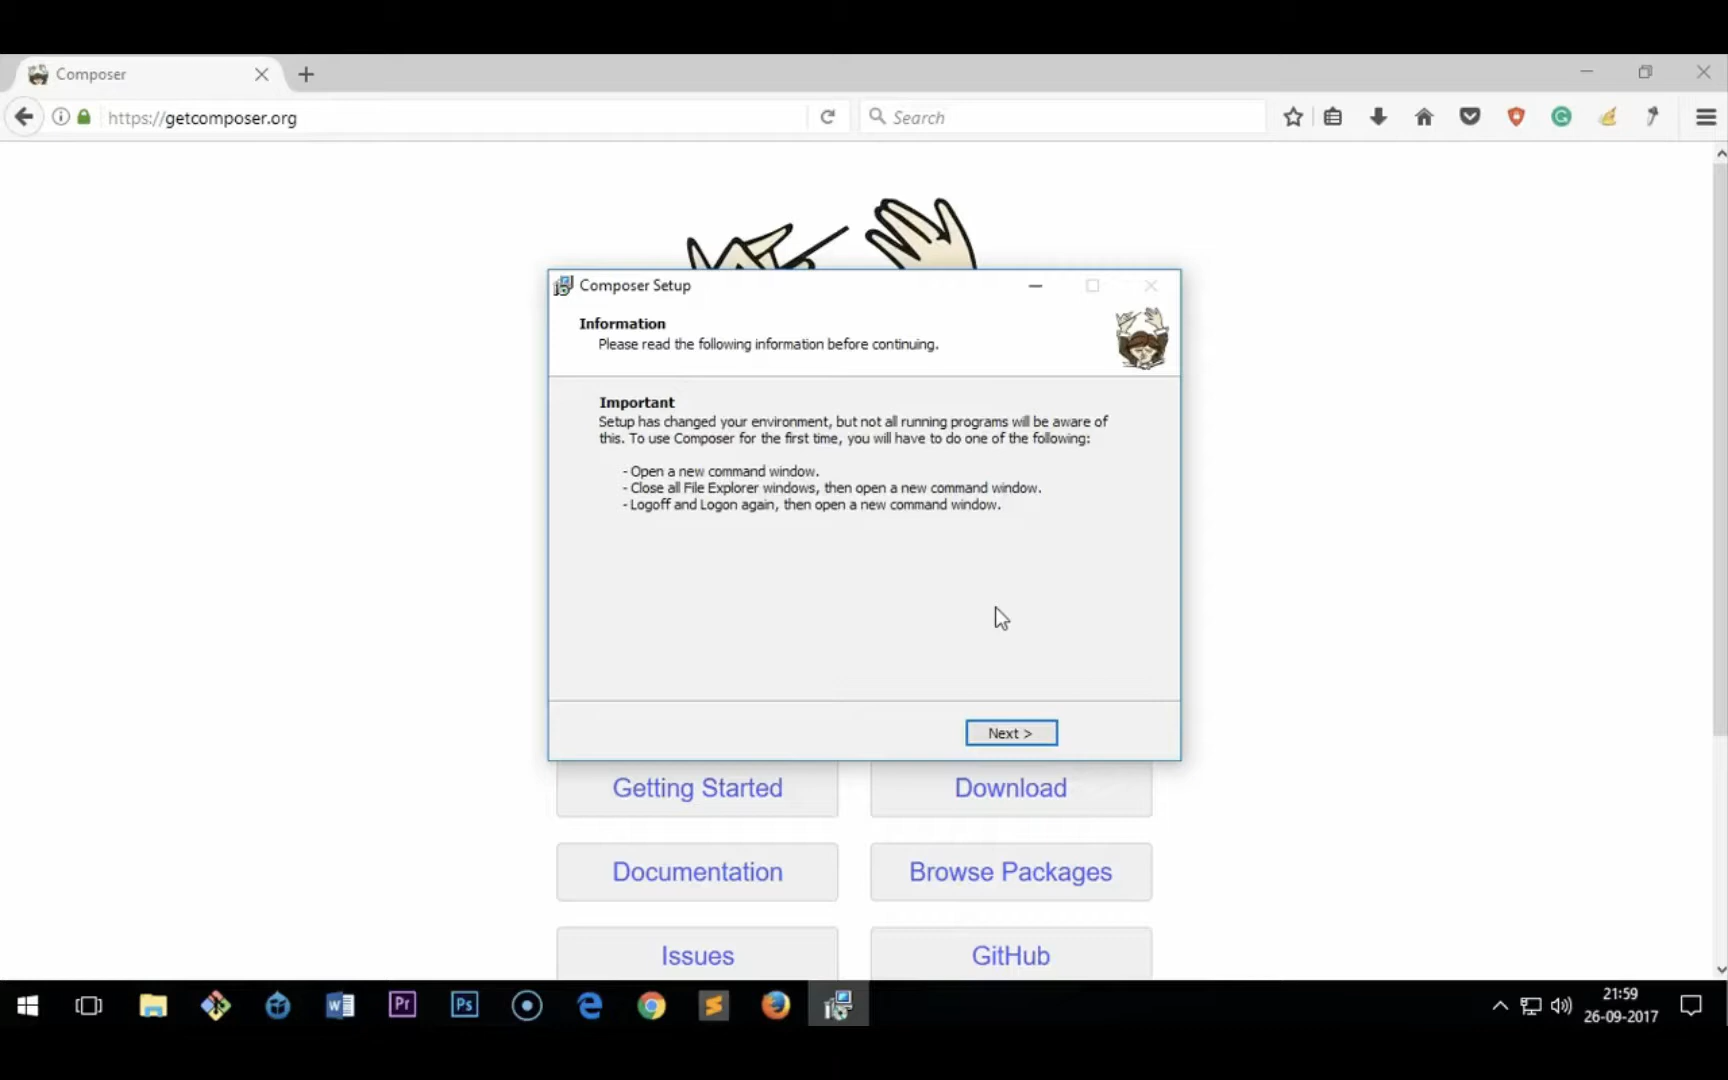 Composer
https://getcomposer.org
Search
Composer Setup
Information
Please read the following information before continuing.
Important
Setup has changed your environment, but not all running programs will be aware of
this. To use Composer for the first time, you will have to do one of the following:
- Open a new command window.
- Close all File Explorer windows, then open a new command window.
- Logoff and Logon again, then open a new command window.
Next >
Getting Started
Download
Documentation
Browse Packages
Issues
GitHub
Pr
Ps
21:59
26-09-2017